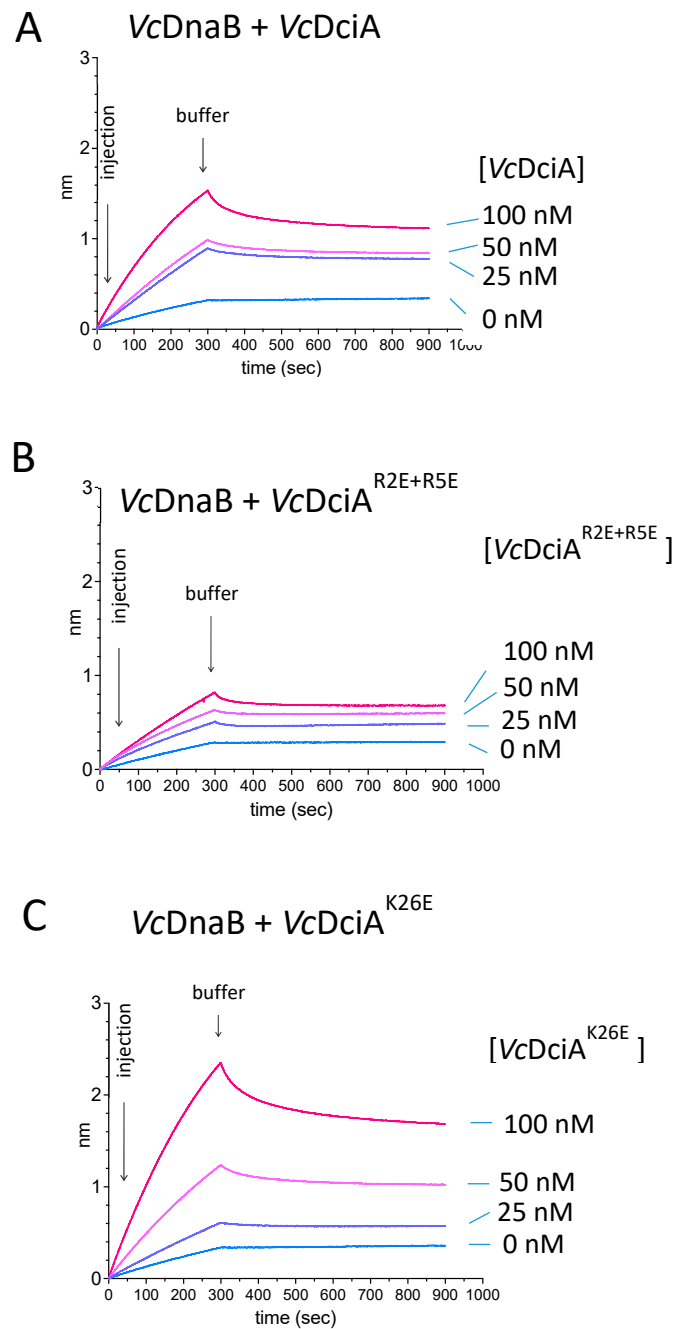 A
VcDnaB + VcDciA
3
2
1
0
nm
injection
buffer
[VcDciA]
100 nM
50 nM
25 nM
0 nM
0 100 200 300 400 500 600 700 800 900 1000
time (sec)
B
VcDnaB + VcDciA^R2E+R5E
3
2
1
0
nm
injection
buffer
[VcDciA^R2E+R5E ]
100 nM
50 nM
25 nM
0 nM
0 100 200 300 400 500 600 700 800 900 1000
time (sec)
C
VcDnaB + VcDciA^K26E
3
2
1
0
nm
injection
buffer
[VcDciA^K26E ]
100 nM
50 nM
25 nM
0 nM
0 100 200 300 400 500 600 700 800 900 1000
time (sec)